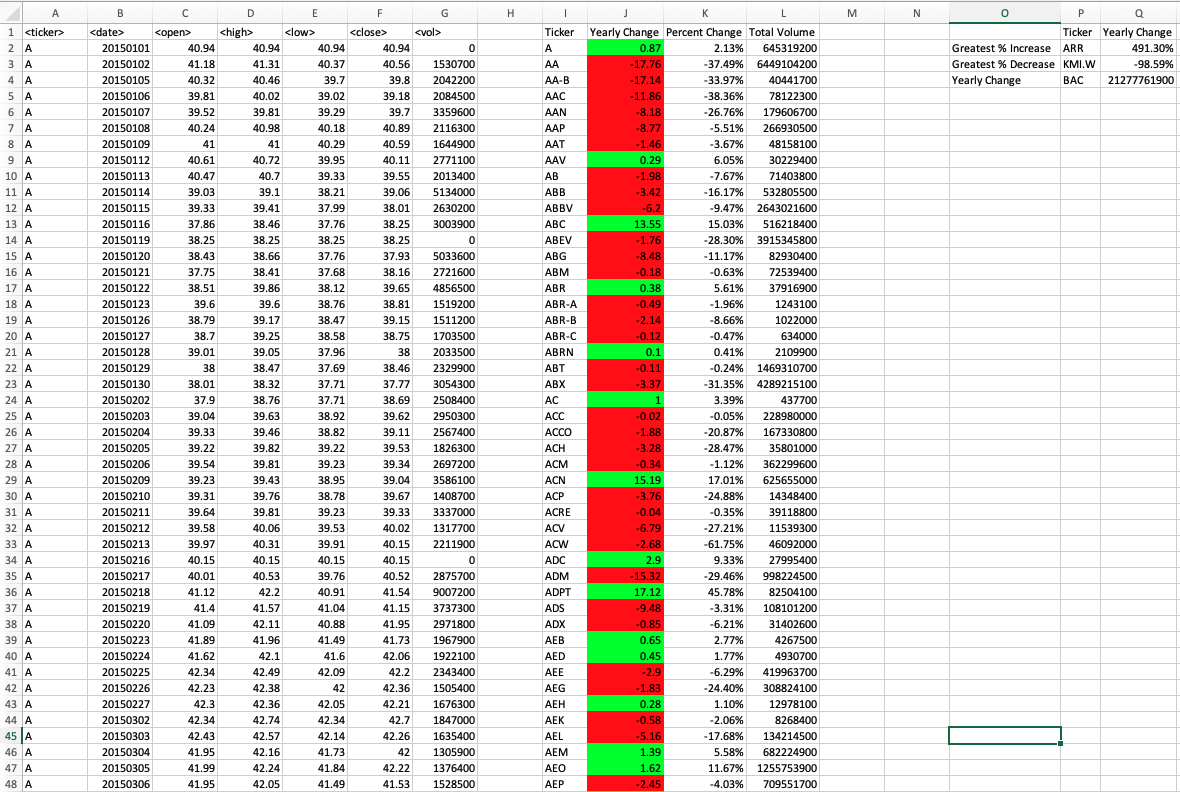 A B C D E F G H I J K L M N O P Q
1 <ticker> <date> <open> <high> <low> <close> <vol> Ticker Yearly Change Percent Change Total Volume Ticker Yearly Change
2 A 20150101 40.94 40.94 40.94 40.94 0 A 0.87 2.13% 645319200 Greatest % Increase ARR 491.30%
3 A 20150102 41.18 41.31 40.37 40.56 1530700 AA -17.76 -37.49% 6449104200 Greatest % Decrease KMI.W -98.59%
4 A 20150105 40.32 40.46 39.7 39.8 2042200 AA-B -17.14 -33.97% 40441700 Yearly Change BAC 21277761900
5 A 20150106 39.81 40.02 39.02 39.18 2084500 AAC -11.86 -38.36% 78122300
6 A 20150107 39.52 39.81 39.29 39.7 3359600 AAN -8.18 -26.76% 179606700
7 A 20150108 40.24 40.98 40.18 40.89 2116300 AAP -8.77 -5.51% 266930500
8 A 20150109 41 41 40.29 40.59 1644900 AAT -1.46 -3.67% 48158100
9 A 20150112 40.61 40.72 39.95 40.11 2771100 AAV 0.29 6.05% 30229400
10 A 20150113 40.47 40.7 39.33 39.55 2013400 AB -1.98 -7.67% 71403800
11 A 20150114 39.03 39.1 38.21 39.06 5134000 ABB -3.42 -16.17% 532805500
12 A 20150115 39.33 39.41 37.99 38.01 2630200 ABBV -6.2 -9.47% 2643021600
13 A 20150116 37.86 38.46 37.76 38.25 3003900 ABC 13.55 15.03% 516218400
14 A 20150119 38.25 38.25 38.25 38.25 0 ABEV -1.76 -28.30% 3915345800
15 A 20150120 38.43 38.66 37.76 37.93 5033600 ABG -8.48 -11.17% 82930400
16 A 20150121 37.75 38.41 37.68 38.16 2721600 ABM -0.18 -0.63% 72539400
17 A 20150122 38.51 39.86 38.12 39.65 4856500 ABR 0.38 5.61% 37916900
18 A 20150123 39.6 39.6 38.76 38.81 1519200 ABR-A -0.49 -1.96% 1243100
19 A 20150126 38.79 39.17 38.47 39.15 1511200 ABR-B -2.14 -8.66% 1022000
20 A 20150127 38.7 39.25 38.58 38.75 1703500 ABR-C -0.12 -0.47% 634000
21 A 20150128 39.01 39.05 37.96 38 2033500 ABRN 0.1 0.41% 2109900
22 A 20150129 38 38.47 37.69 38.46 2329900 ABT -0.11 -0.24% 1469310700
23 A 20150130 38.01 38.32 37.71 37.77 3054300 ABX -3.37 -31.35% 4289215100
24 A 20150202 37.9 38.76 37.71 38.69 2508400 AC 1 3.39% 437700
25 A 20150203 39.04 39.63 38.92 39.62 2950300 ACC -0.02 -0.05% 228980000
26 A 20150204 39.33 39.46 38.82 39.11 2567400 ACCO -1.88 -20.87% 167330800
27 A 20150205 39.22 39.82 39.22 39.53 1826300 ACH -3.28 -28.47% 35801000
28 A 20150206 39.54 39.81 39.23 39.34 2697200 ACM -0.34 -1.12% 362299600
29 A 20150209 39.23 39.43 38.95 39.04 3586100 ACN 15.19 17.01% 625655000
30 A 20150210 39.31 39.76 38.78 39.67 1408700 ACP -3.76 -24.88% 14348400
31 A 20150211 39.64 39.81 39.23 39.33 3337000 ACRE -0.04 -0.35% 39118800
32 A 20150212 39.58 40.06 39.53 40.02 1317700 ACV -6.79 -27.21% 11539300
33 A 20150213 39.97 40.31 39.91 40.15 2211900 ACW -2.68 -61.75% 46092000
34 A 20150216 40.15 40.15 40.15 40.15 0 ADC 2.9 9.33% 27995400
35 A 20150217 40.01 40.53 39.76 40.52 2875700 ADM -15.32 -29.46% 998224500
36 A 20150218 41.12 42.2 40.91 41.54 9007200 ADPT 17.12 45.78% 82504100
37 A 20150219 41.4 41.57 41.04 41.15 3737300 ADS -9.48 -3.31% 108101200
38 A 20150220 41.09 42.11 40.88 41.95 2971800 ADX -0.85 -6.21% 31402600
39 A 20150223 41.89 41.96 41.49 41.73 1967900 AEB 0.65 2.77% 4267500
40 A 20150224 41.62 42.1 41.6 42.06 1922100 AED 0.45 1.77% 4930700
41 A 20150225 42.34 42.49 42.09 42.2 2343400 AEE -2.9 -6.29% 419963700
42 A 20150226 42.23 42.38 42 42.36 1505400 AEG -1.83 -24.40% 308824100
43 A 20150227 42.3 42.36 42.05 42.21 1676300 AEH 0.28 1.10% 12978100
44 A 20150302 42.34 42.74 42.34 42.7 1847000 AEK -0.58 -2.06% 8268400
45 A 20150303 42.43 42.57 42.14 42.26 1635400 AEL -5.16 -17.68% 134214500
46 A 20150304 41.95 42.16 41.73 42 1305900 AEM 1.39 5.58% 682224900
47 A 20150305 41.99 42.24 41.84 42.22 1376400 AEO 1.62 11.67% 1255753900
48 A 20150306 41.95 42.05 41.49 41.53 1528500 AEP -2.45 -4.03% 709551700